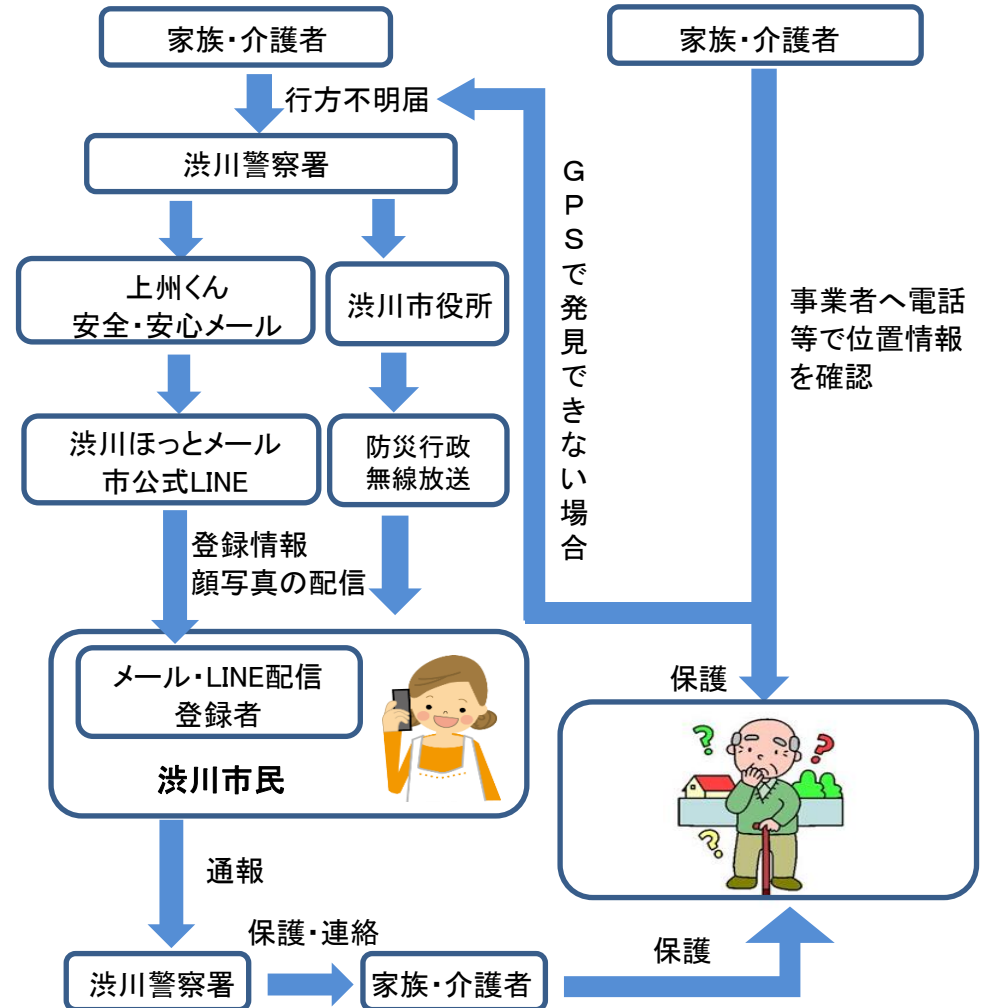 家族・介護者
家族・介護者
行方不明届
渋川警察署
GPSで発見できない場合
上州くん
安全・安心メール
渋川市役所
事業者へ電話
等で位置情報
を確認
渋川ほっとメール
市公式LINE
防災行政
無線放送
登録情報
顔写真の配信
メール・LINE配信
登録者
渋川市民
保護
?
?
?
通報
保護・連絡
渋川警察署
家族・介護者
保護